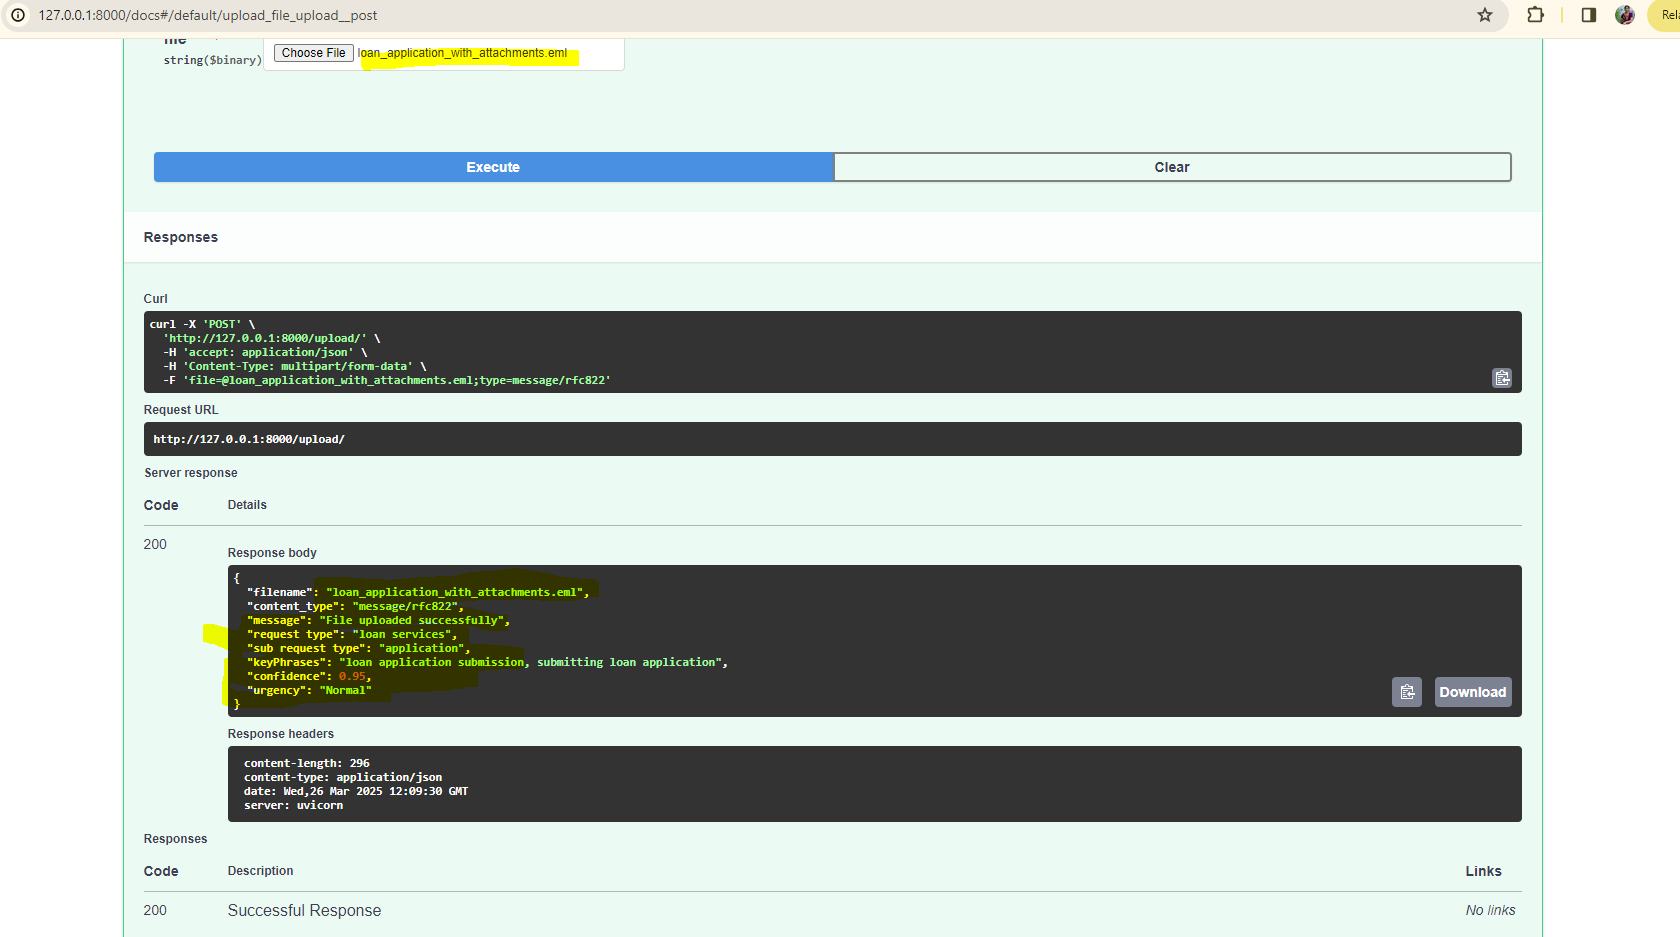 127.0.0.1:8000/docs#/default/upload_file_upload__post
Rela
file
string($binary)
Choose File loan_application_with_attachments.eml
Execute
Clear
Responses
Curl
curl -X 'POST' \
'http://127.0.0.1:8000/upload/' \
-H 'accept: application/json' \
-H 'Content-Type: multipart/form-data' \
-F 'file=@loan_application_with_attachments.eml;type=message/rfc822'
Request URL
http://127.0.0.1:8000/upload/
Server response
Code Details
200
Response body
{
"filename": "loan_application_with_attachments.eml",
"content_type": "message/rfc822",
"message": "File uploaded successfully",
"request type": "loan services",
"sub request type": "application",
"keyPhrases": "loan application submission, submitting loan application",
"confidence": 0.95,
"urgency": "Normal"
}
Download
Response headers
content-length: 296
content-type: application/json
date: Wed,26 Mar 2025 12:09:30 GMT
server: uvicorn
Responses
Code Description Links
200 Successful Response No links